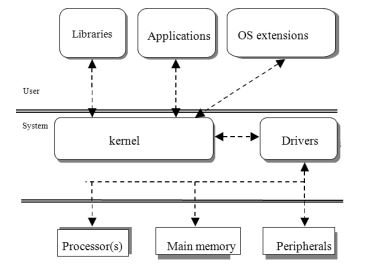 Libraries
Applications
OS extensions
User
System
kernel
Drivers
Processor(s)
Main memory
Peripherals